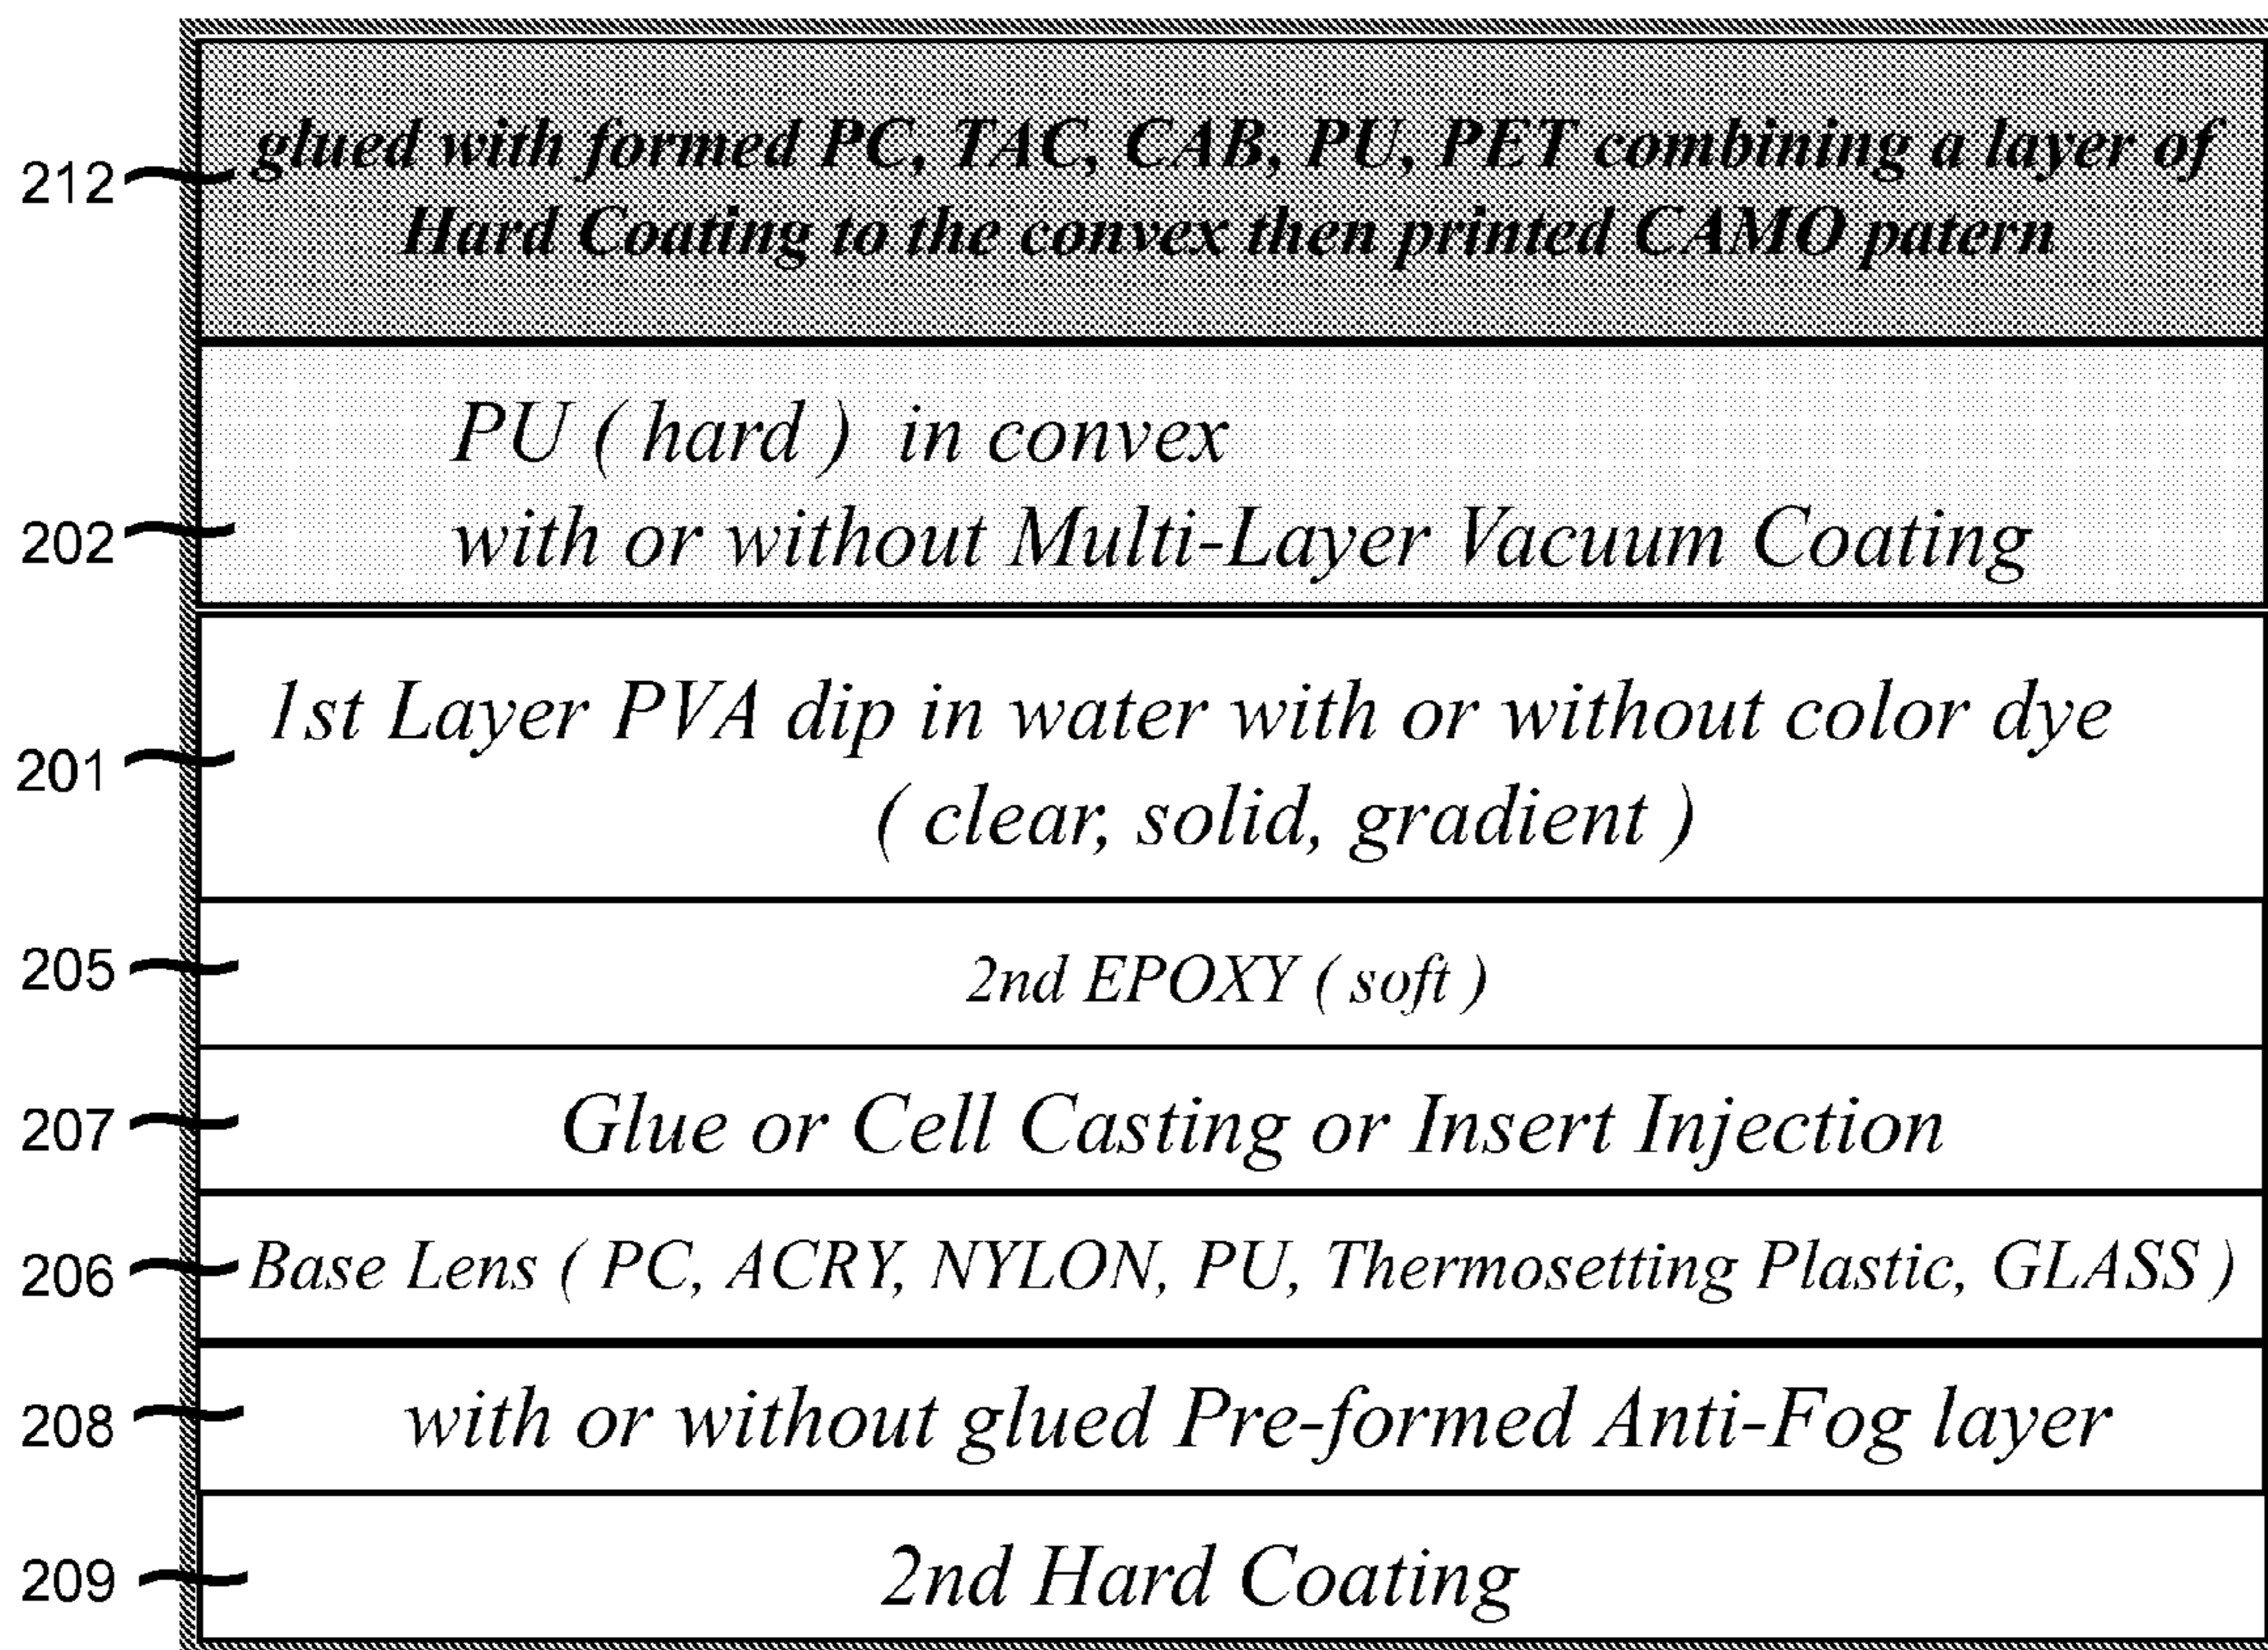 212
glued with formed PC, TAC, CAB, PU, PET combining a layer of
Hard Coating to the convex then printed CAMO patern
PU ( hard ) in convex
202
with or without Multi-Layer Vacuum Coating
1st Layer PVA dip in water with or without color dye
201
( clear, solid, gradient )
205
2nd EPOXY ( soft )
207
Glue or Cell Casting or Insert Injection
206
Base Lens ( PC, ACRY, NYLON, PU, Thermosetting Plastic, GLASS )
208
with or without glued Pre-formed Anti-Fog layer
209
2nd Hard Coating